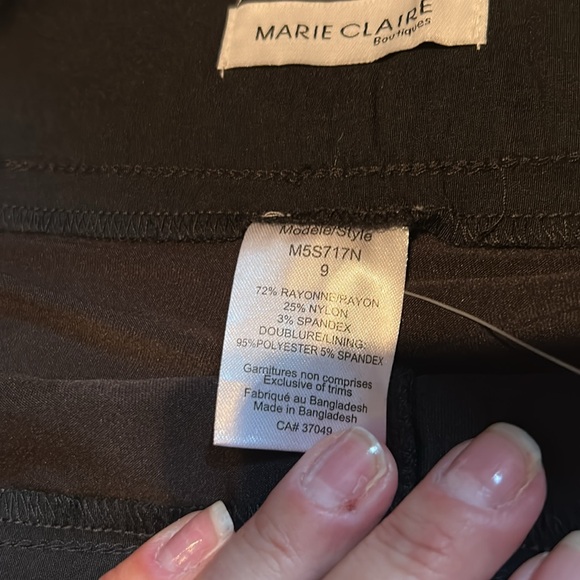 MARIE CLAIRE
Boutiques
Modèle/Style
M5S717N
9
72% RAYONNE/RAYON
25% NYLON
3% SPANDEX
DOUBLURE/LINING:
95%POLYESTER 5% SPANDEX
Garnitures non comprises
Exclusive of trims
Fabriqué au Bangladesh
Made in Bangladesh
CA# 37049